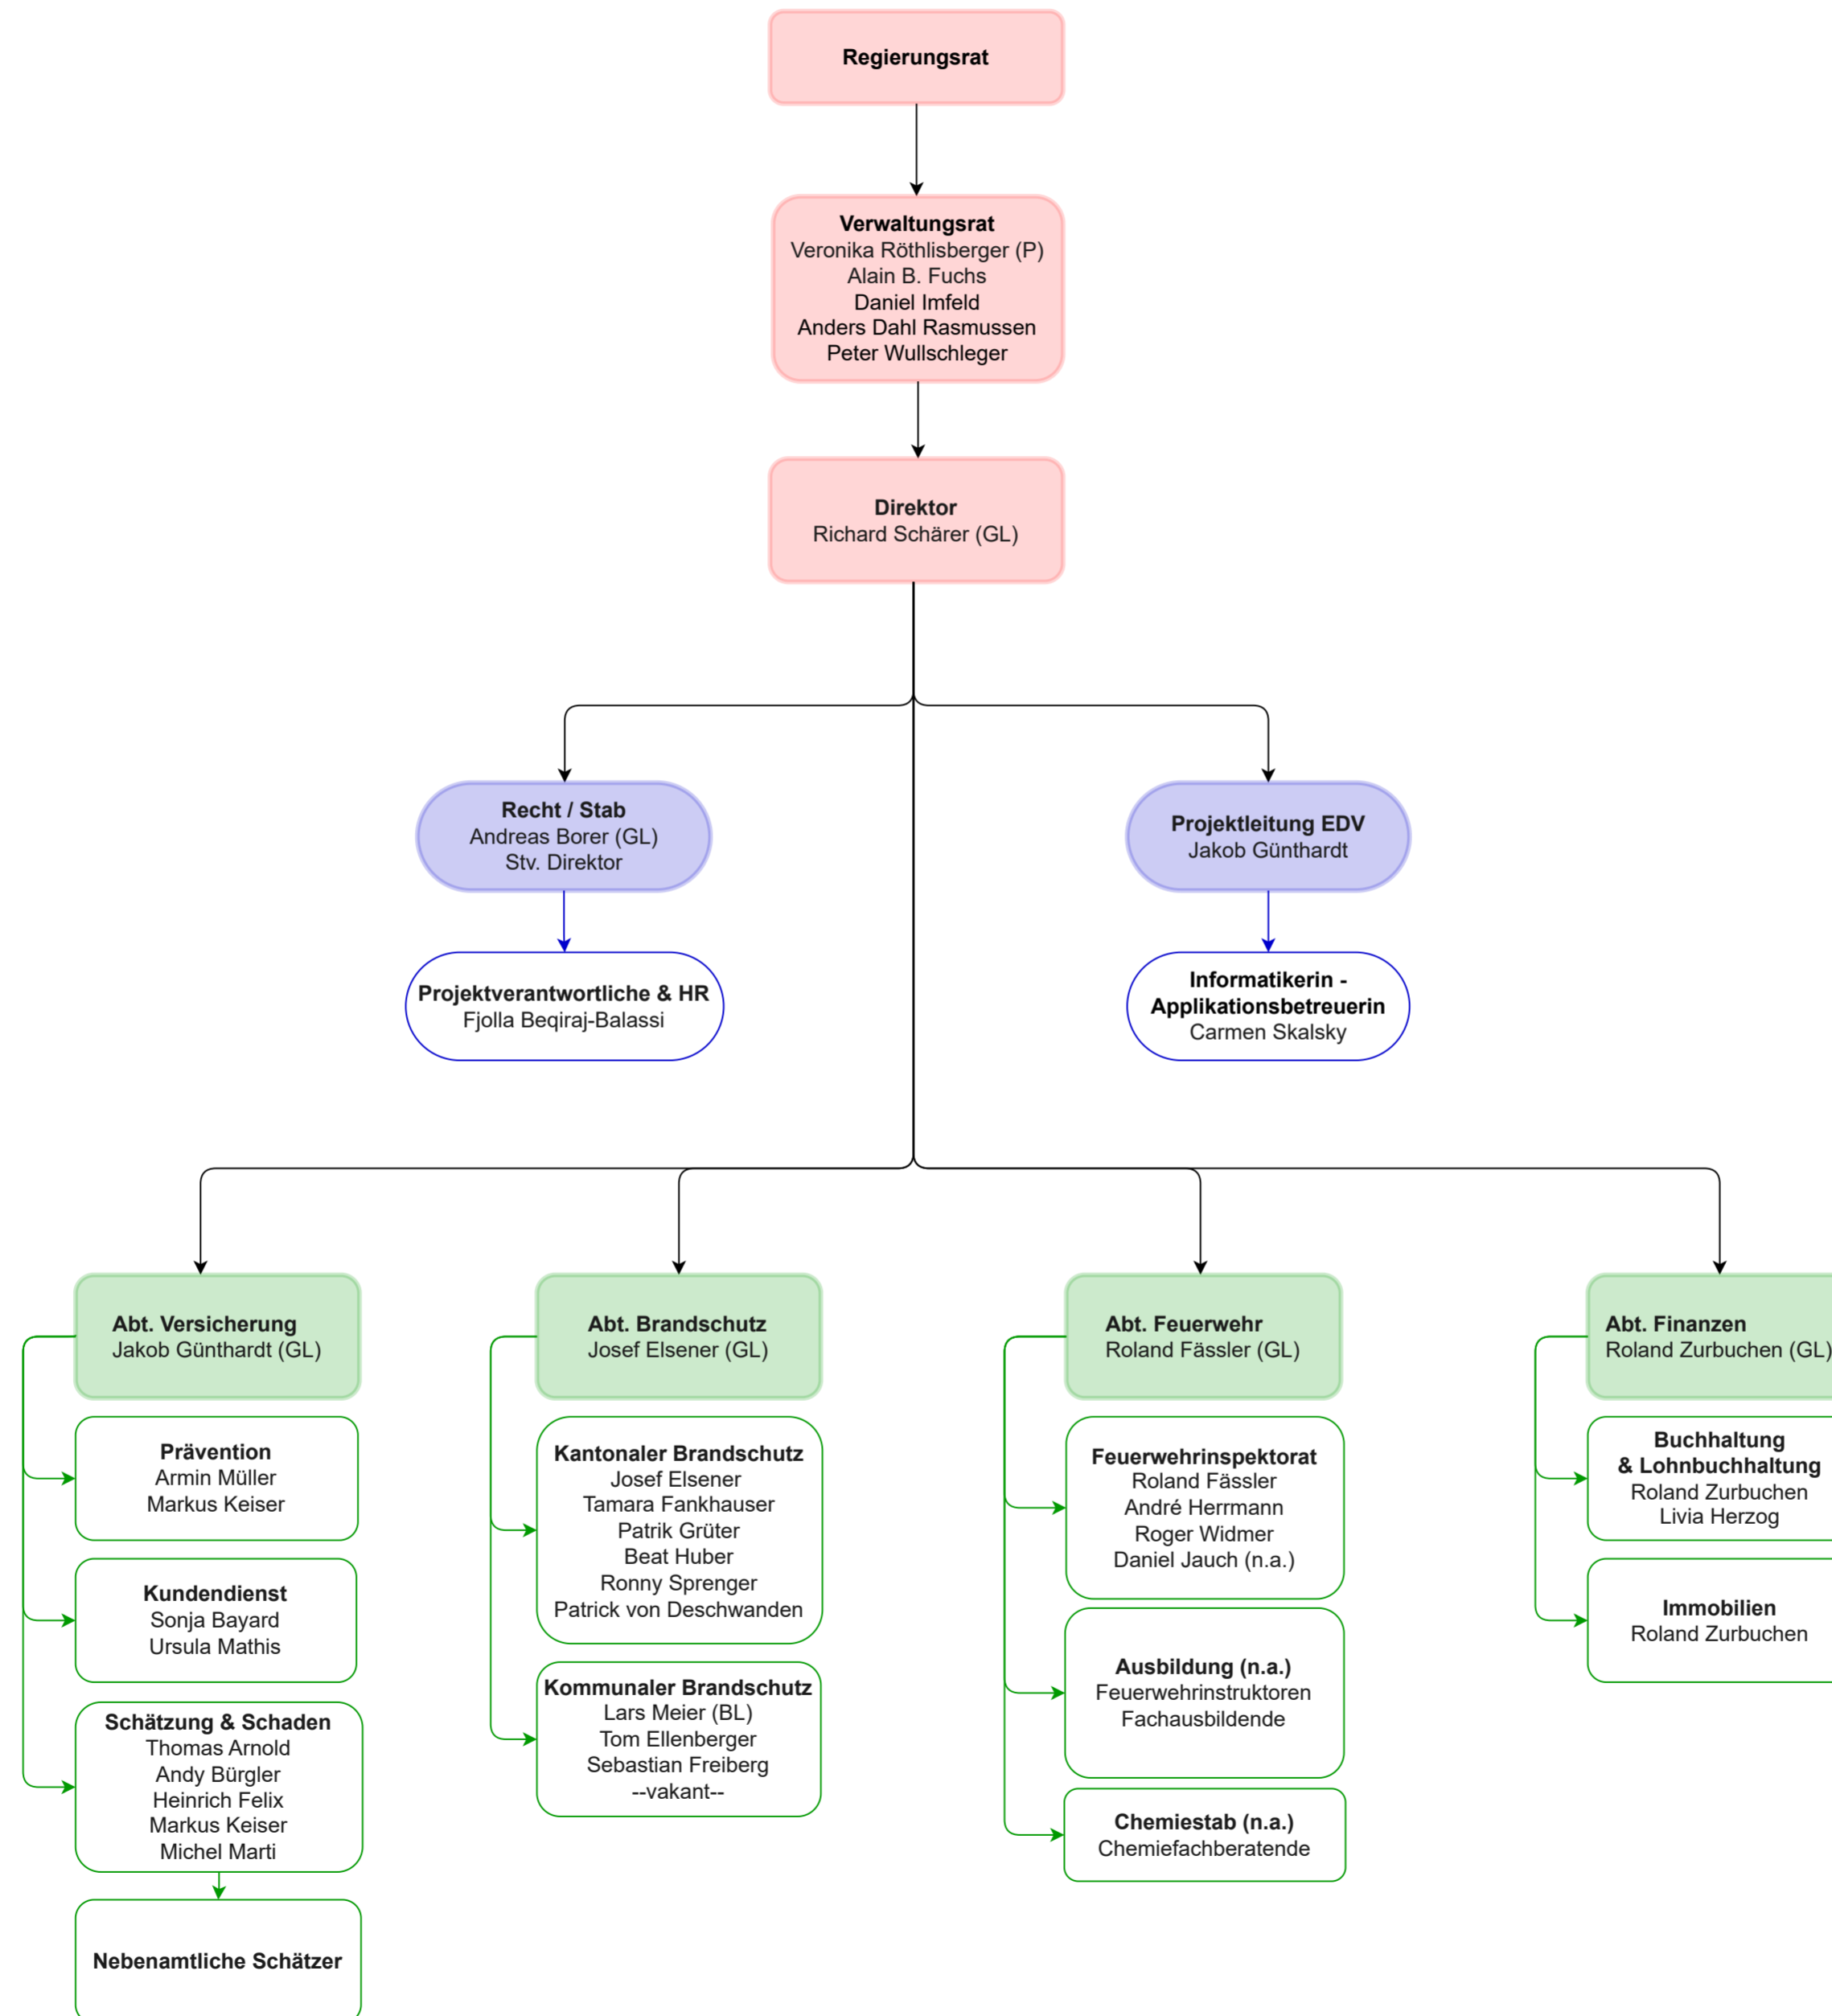 Regierungsrat
Verwaltungsrat
Veronika Röthlisberger (P)
Alain B. Fuchs
Daniel Imfeld
Anders Dahl Rasmussen
Peter Wullschleger
Direktor
Richard Schärer (GL)
Recht / Stab
Andreas Borer (GL)
Stv. Direktor
Projektleitung EDV
Jakob Günthardt
Projektverantwortliche & HR
Fjolla Beqiraj-Balassi
Informatikerin -
Applikationsbetreuerin
Carmen Skalsky
Abt. Versicherung
Jakob Günthardt (GL)
Prävention
Armin Müller
Markus Keiser
Kundendienst
Sonja Bayard
Ursula Mathis
Schätzung & Schaden
Thomas Arnold
Andy Bürgler
Heinrich Felix
Markus Keiser
Michel Marti
Nebenamtliche Schätzer
Abt. Brandschutz
Josef Elsener (GL)
Kantonaler Brandschutz
Josef Elsener
Tamara Fankhauser
Patrik Grüter
Beat Huber
Ronny Sprenger
Patrick von Deschwanden
Kommunaler Brandschutz
Lars Meier (BL)
Tom Ellenberger
Sebastian Freiberg
--vakant--
Abt. Feuerwehr
Roland Fässler (GL)
Feuerwehrinspektorat
Roland Fässler
André Herrmann
Roger Widmer
Daniel Jauch (n.a.)
Ausbildung (n.a.)
Feuerwehrinstruktoren
Fachausbildende
Chemiestab (n.a.)
Chemiefachberatende
Abt. Finanzen
Roland Zurbuchen (GL)
Buchhaltung
& Lohnbuchhaltung
Roland Zurbuchen
Livia Herzog
Immobilien
Roland Zurbuchen